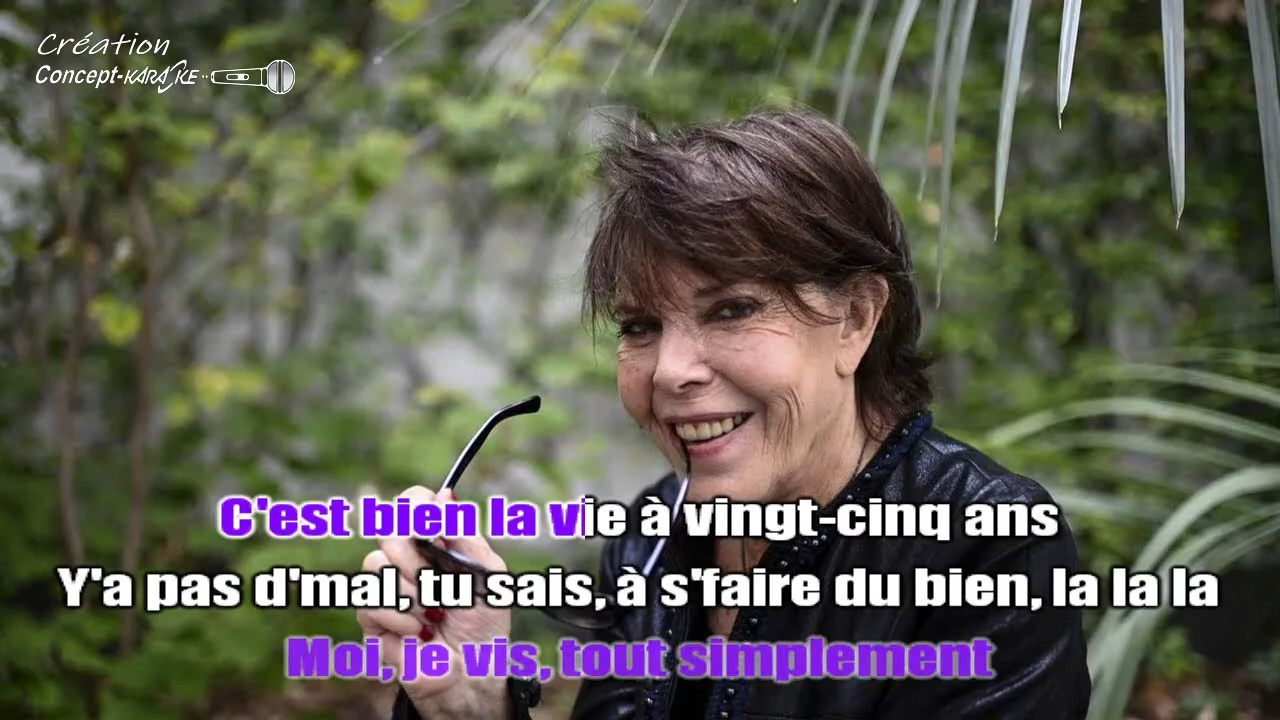 Création
Concept-KARAOKE
C'est bien la vie à vingt-cinq ans
Y'a pas d'mal, tu sais, à s'faire du bien, la la la
Moi, je vis, tout simplement